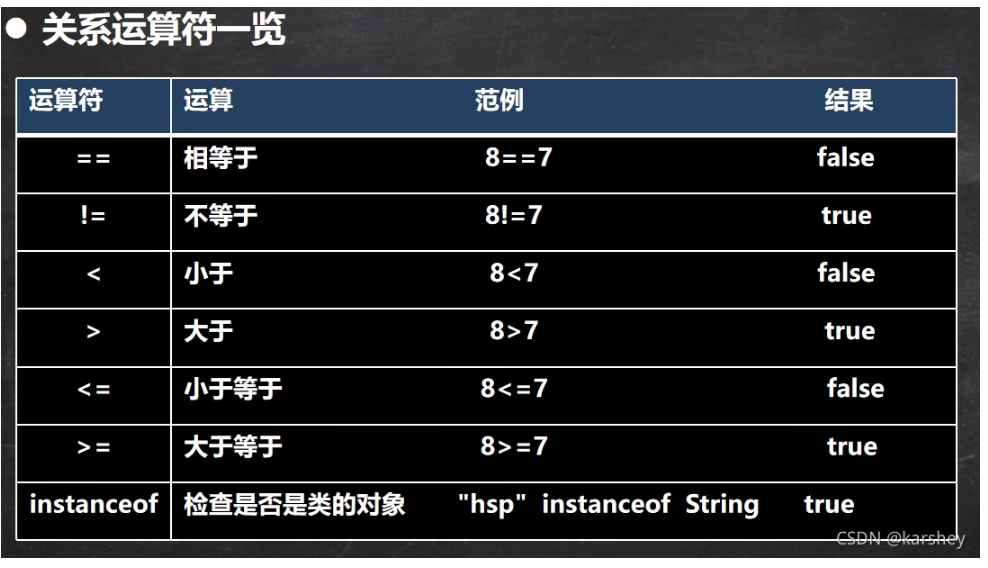 ● 关系运算符一览
运算符 运算 范例 结果
== 相等于 8==7 false
!= 不等于 8!=7 true
< 小于 8<7 false
> 大于 8>7 true
<= 小于等于 8<=7 false
>= 大于等于 8>=7 true
instanceof 检查是否是类的对象 "hsp" instanceof String true
CSDN @karshey